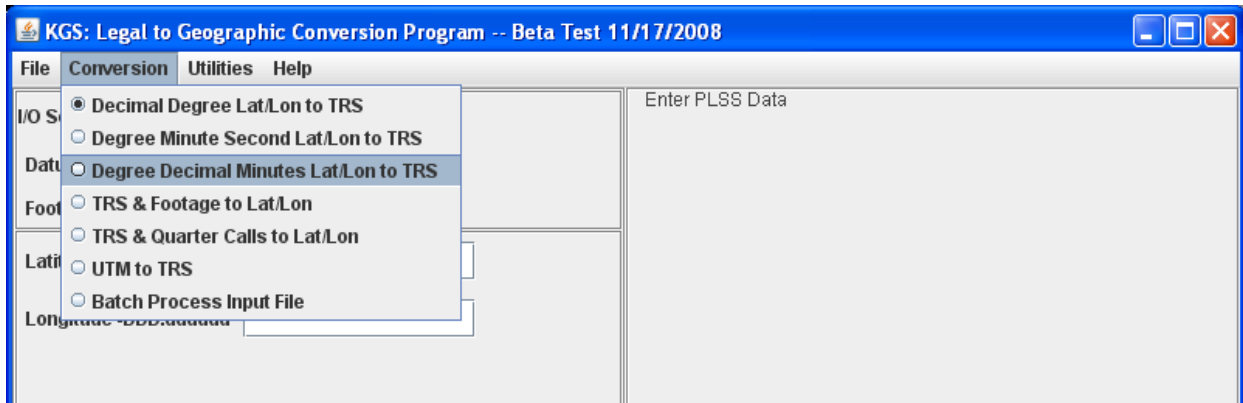 KGS: Legal to Geographic Conversion Program -- Beta Test 11/17/2008
File Conversion Utilities Help
Decimal Degree Lat/Lon to TRS
Degree Minute Second Lat/Lon to TRS
Degree Decimal Minutes Lat/Lon to TRS
TRS & Footage to Lat/Lon
TRS & Quarter Calls to Lat/Lon
UTM to TRS
Batch Process Input File
I/O
Enter PLSS Data